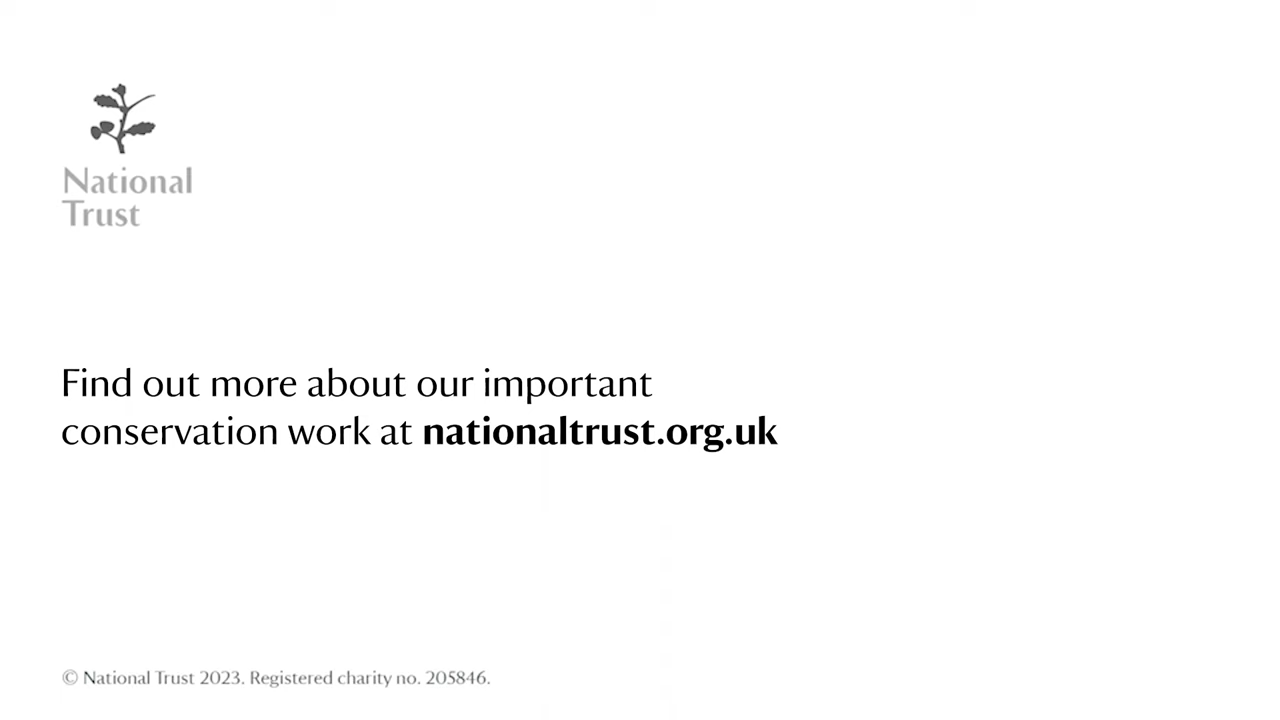 National
Trust
Find out more about our important
conservation work at nationaltrust.org.uk
© National Trust 2023. Registered charity no. 205846.